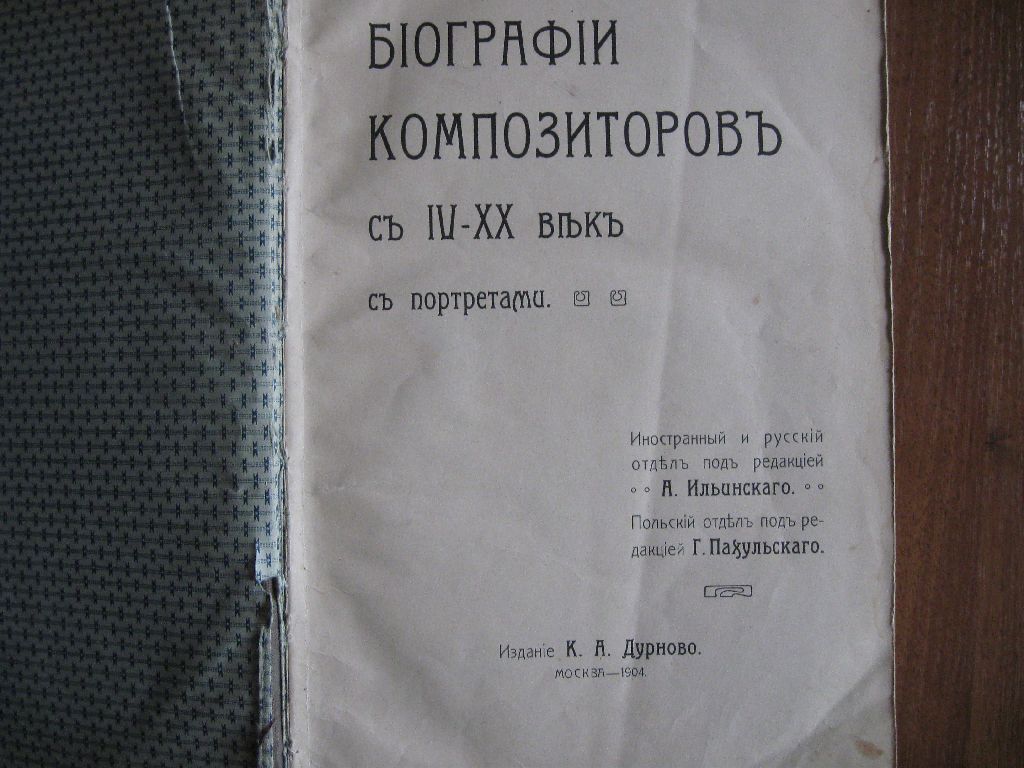 БІОГРАФІИ
КОМПОЗИТОРОВЪ
съ IV-XX вѣкъ
съ портретами.
Иностранный и русскій
отдѣлъ подъ редакціей
А. Ильинскаго.
Польскій отдѣлъ подъ ре-
дакціей Г. Пахульскаго.
Изданіе К. А. Дурново.
МОСКВА—1904.